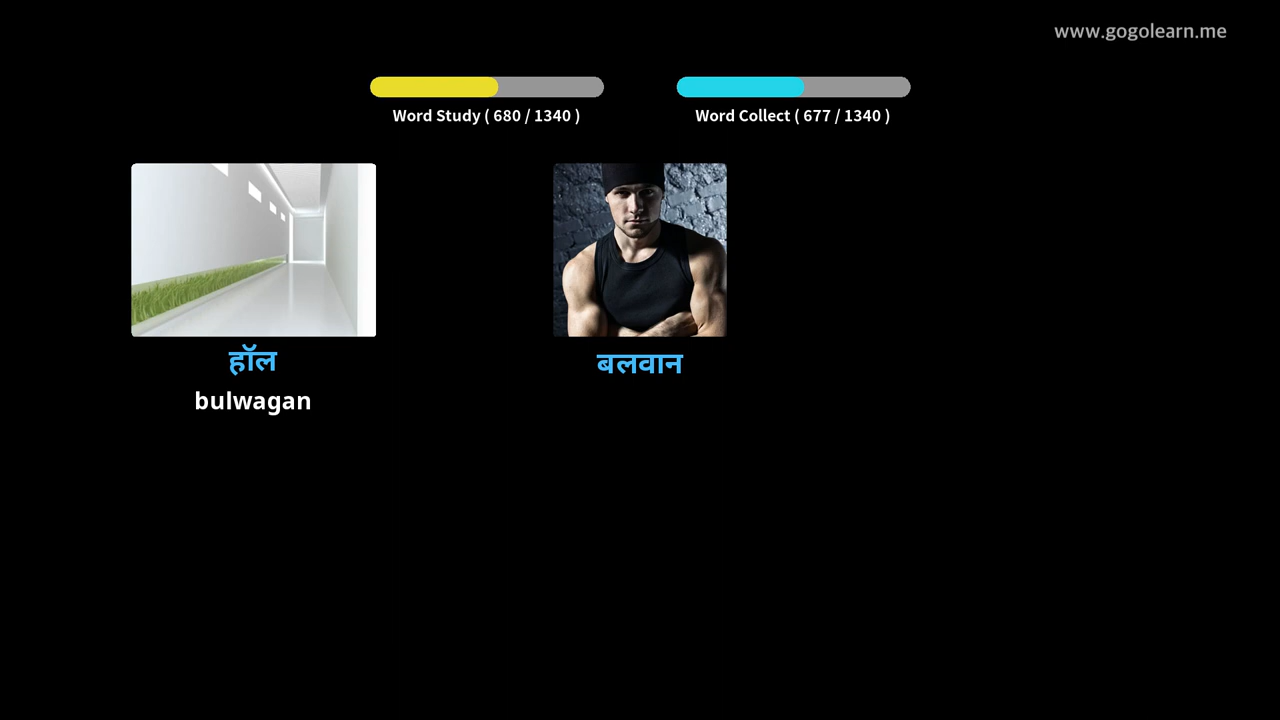 www.gogolearn.me
Word Study ( 680 / 1340 )
Word Collect ( 677 / 1340 )
हॉल
bulwagan
बलवान